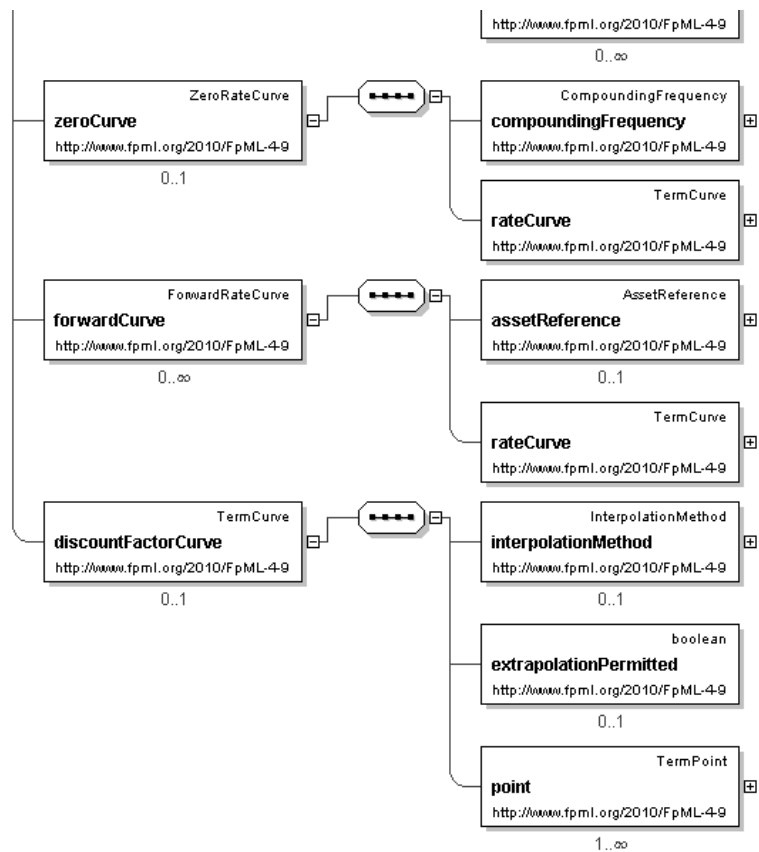 http://www.fpml.org/2010/FpML-4-9
0..∞
ZeroRateCurve
zeroCurve
http://www.fpml.org/2010/FpML-4-9
0..1
CompoundingFrequency
compoundingFrequency
http://www.fpml.org/2010/FpML-4-9
TermCurve
rateCurve
http://www.fpml.org/2010/FpML-4-9
ForwardRateCurve
forwardCurve
http://www.fpml.org/2010/FpML-4-9
0..∞
AssetReference
assetReference
http://www.fpml.org/2010/FpML-4-9
0..1
TermCurve
rateCurve
http://www.fpml.org/2010/FpML-4-9
TermCurve
discountFactorCurve
http://www.fpml.org/2010/FpML-4-9
0..1
InterpolationMethod
interpolationMethod
http://www.fpml.org/2010/FpML-4-9
0..1
boolean
extrapolationPermitted
http://www.fpml.org/2010/FpML-4-9
0..1
TermPoint
point
http://www.fpml.org/2010/FpML-4-9
1..∞